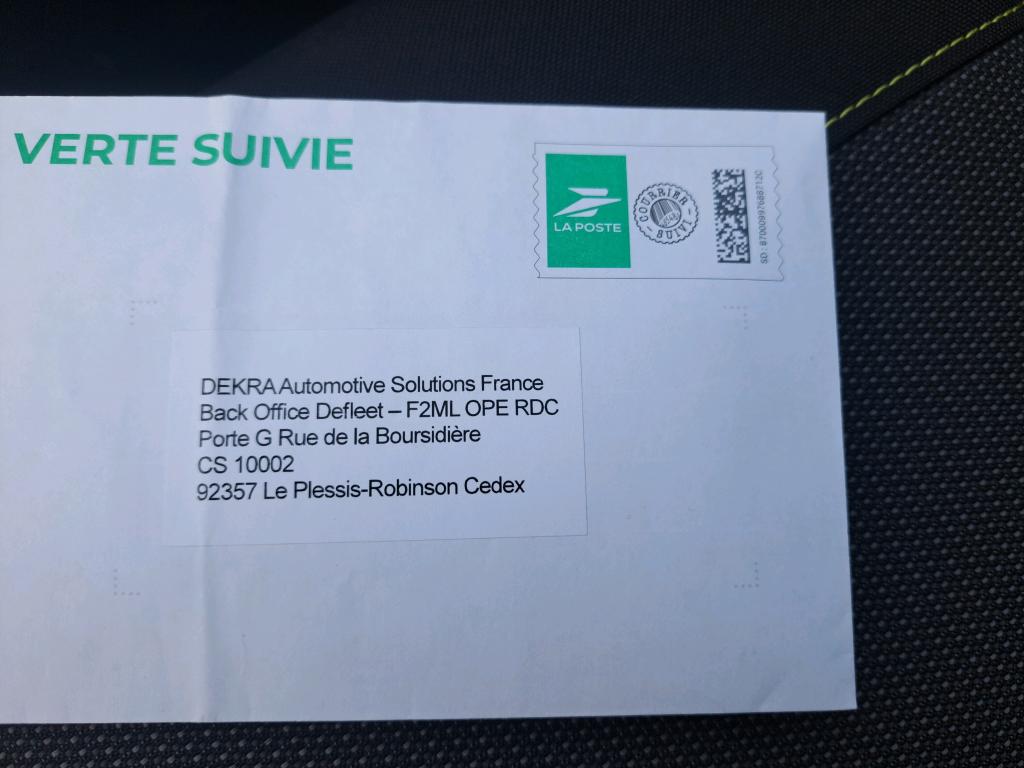 VERTE SUIVIE
LA POSTE
COURRIER
SUIVI
DEKRA Automotive Solutions France
Back Office Defleet – F2ML OPE RDC
Porte G Rue de la Boursidière
CS 10002
92357 Le Plessis-Robinson Cedex